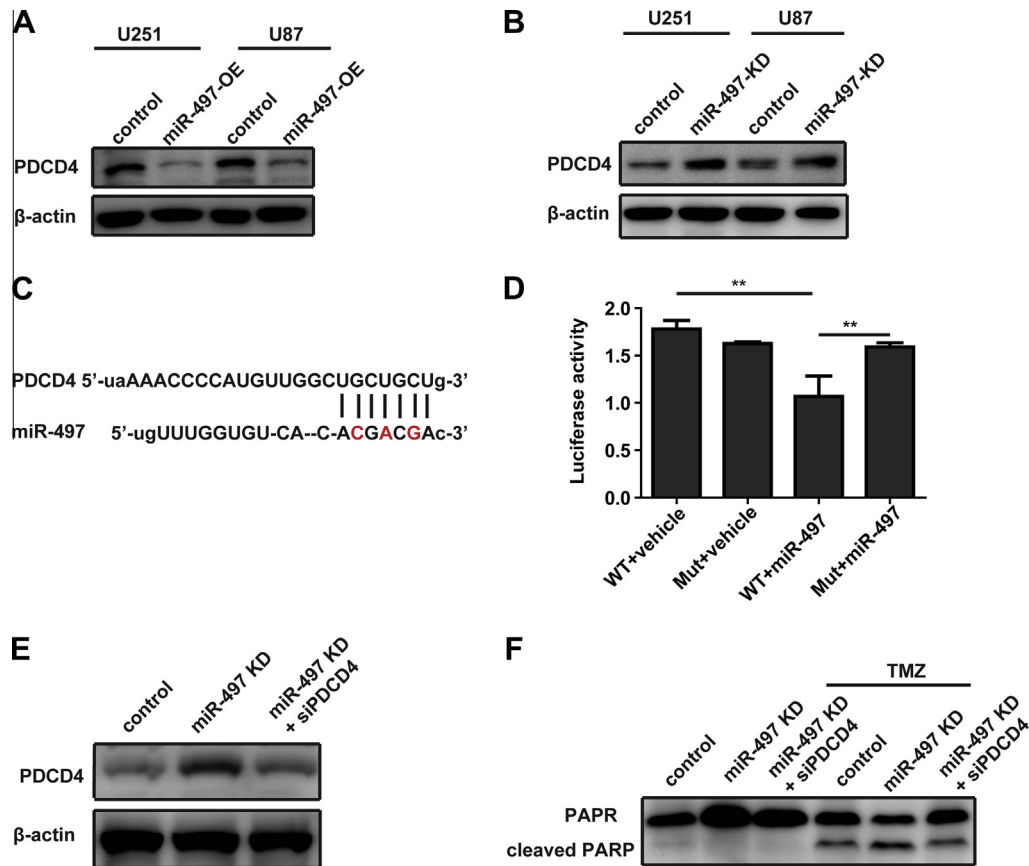 A
U251 U87
control miR-497-OE control miR-497-OE
PDCD4
β-actin
B
U251 U87
control miR-497-KD control miR-497-KD
PDCD4
β-actin
C
PDCD4 5’-uaAAACCCCAUGUUGGCUGCUGCUg-3’
miR-497 5’-ugUUUGGUGU-CA--C-ACGACGAc-3’
D
** **
Luciferase activity
2.0
1.5
1.0
0.5
0.0
WT+vehicle Mut+vehicle WT+miR-497 Mut+miR-497
E
control miR-497 KD miR-497 KD
+ siPDCD4
PDCD4
β-actin
F
TMZ
control miR-497 KD miR-497 KD
+ siPDCD4
control miR-497 KD miR-497 KD
+ siPDCD4
PAPR
cleaved PARP